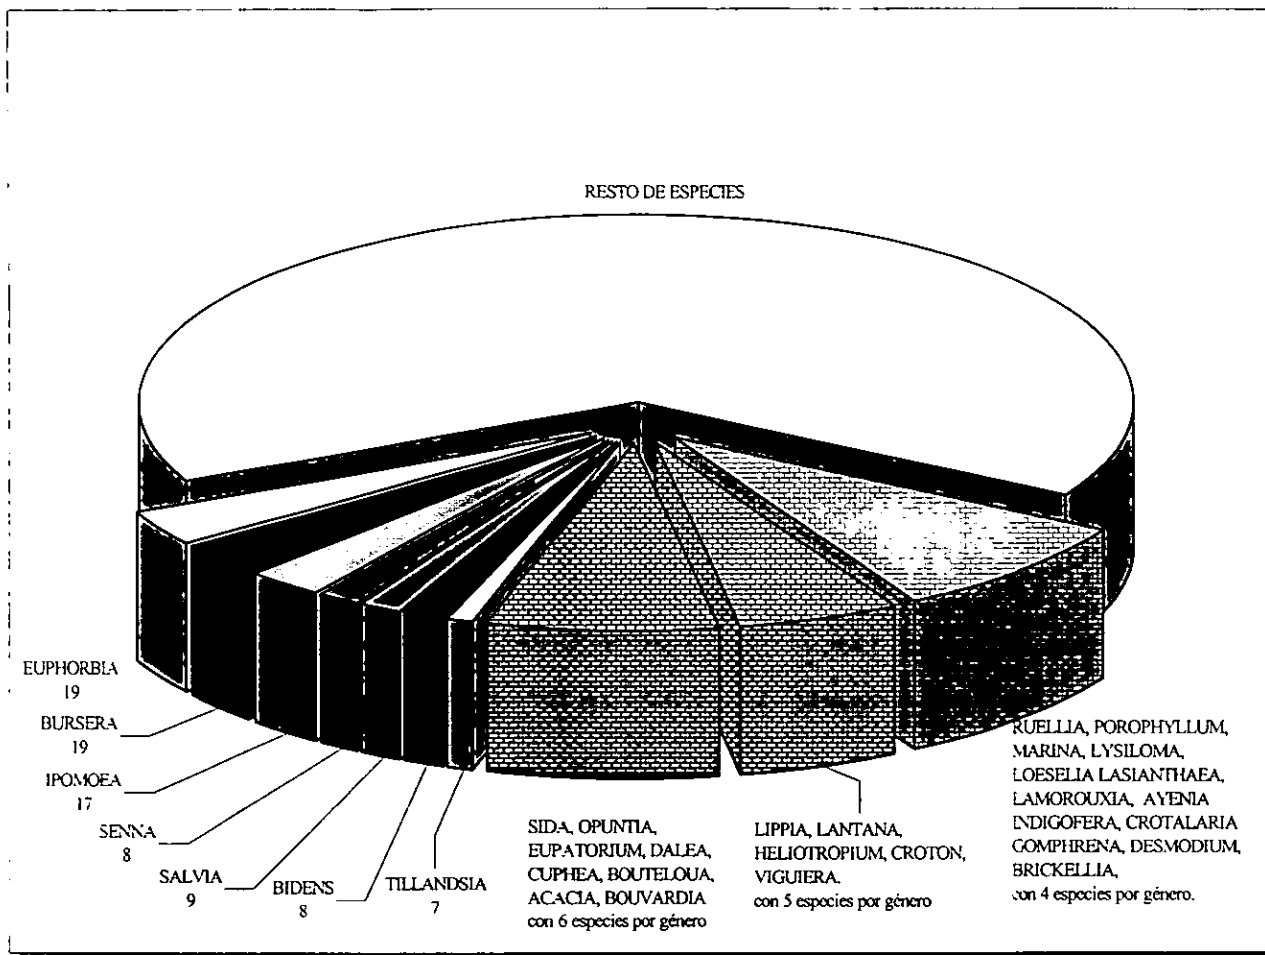 RESTO DE ESPECIES
EUPHORBIA
19
BURSERA
19
IPOMOEA
17
SENNA
8
SALVIA
9
BIDENS
8
TILLANDSIA
7
SIDA, OPUNTIA,
EUPATORIUM, DALEA,
CUPHEA, BOUTELOUA,
ACACIA, BOUVARDIA
con 6 especies por género
LIPPIA, LANTANA,
HELIOTROPIUM, CROTON,
VIGUIERA.
con 5 especies por género
RUELLIA, POROPHYLLUM,
MARINA, LYSILOMA,
LOESELIA LASIANTHAEA,
LAMOROUXIA, AYENIA
INDIGOFERA, CROTALARIA
GOMPHRENA, DESMODIUM,
BRICKELLIA,
con 4 especies por género.